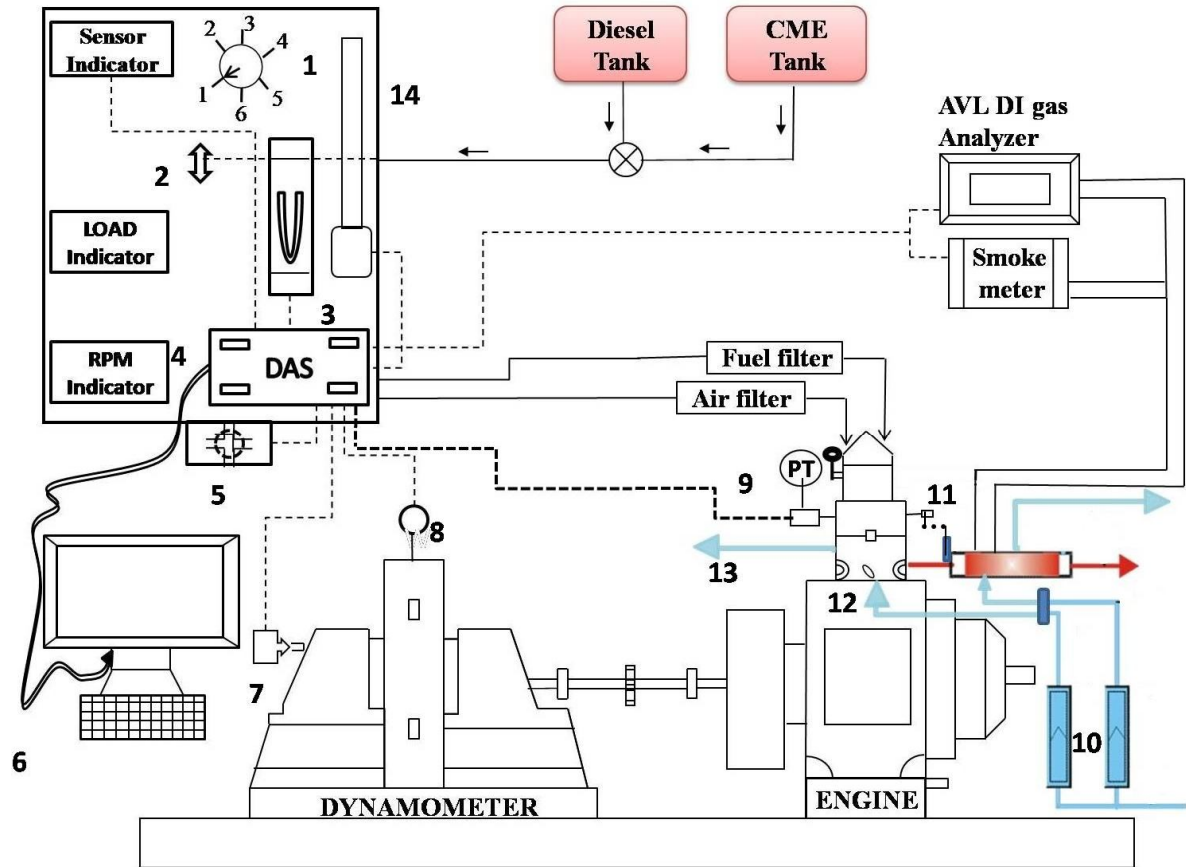 Sensor
Indicator
1
2
3
4
5
6
1
14
2
Diesel
Tank
CME
Tank
AVL DI gas
Analyzer
LOAD
Indicator
Smoke
meter
3
4
RPM
Indicator
DAS
Fuel filter
Air filter
5
8
9
PT
11
13
12
7
6
10
DYNAMOMETER
ENGINE